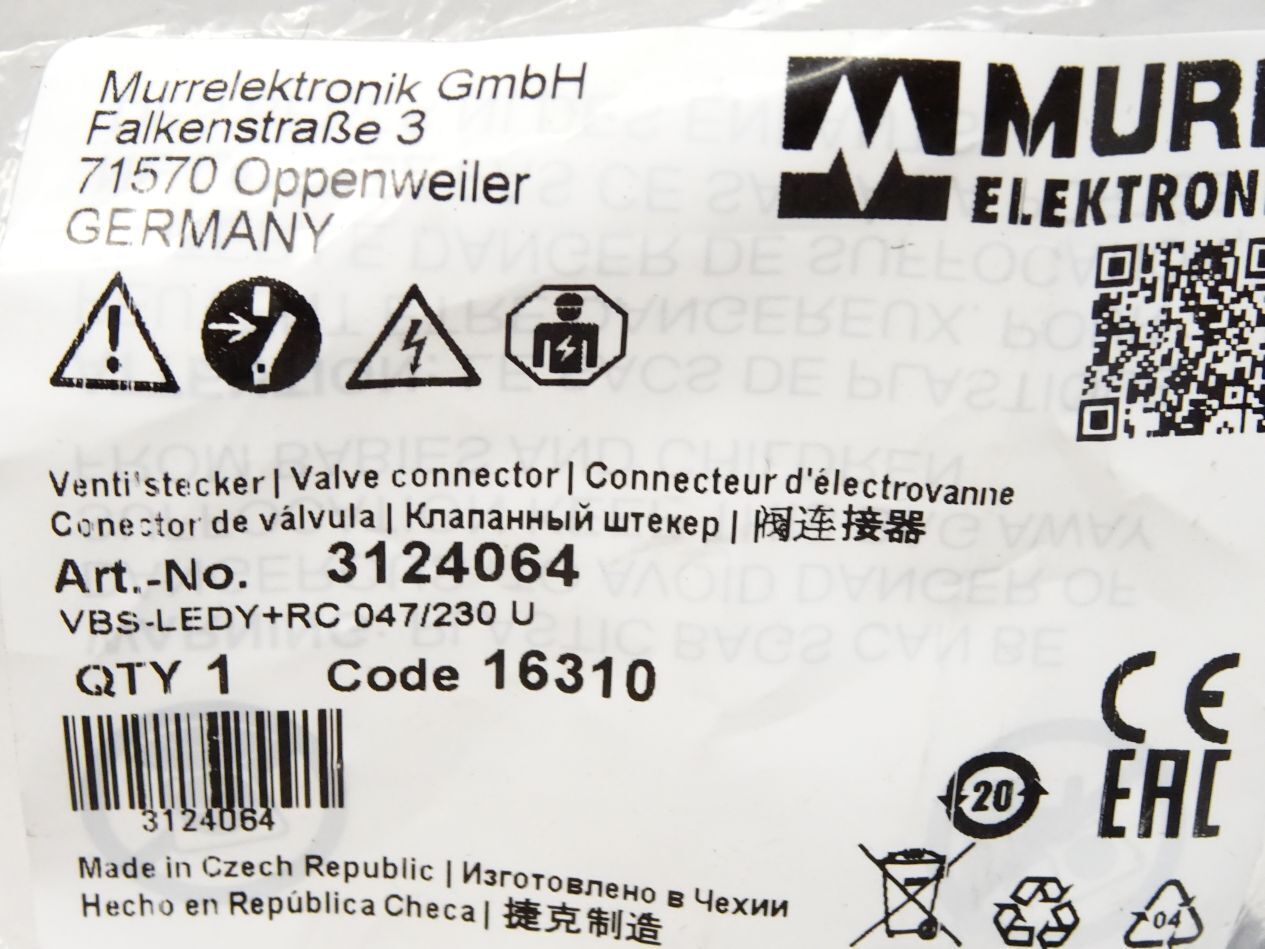 Murrelektronik GmbH
Falkenstraße 3
71570 Oppenweiler
GERMANY
MURR
ELEKTRONI
Ventilstecker | Valve connector | Connecteur d'électrovanne
Conector de válvula | Клапанный штекер | 阀连接器
Art.-No. 3124064
VBS-LEDY+RC 047/230 U
QTY 1 Code 16310
3124064
CE
EAC
20
Made in Czech Republic | Изготовлено в Чехии
Hecho en República Checa | 捷克制造
04